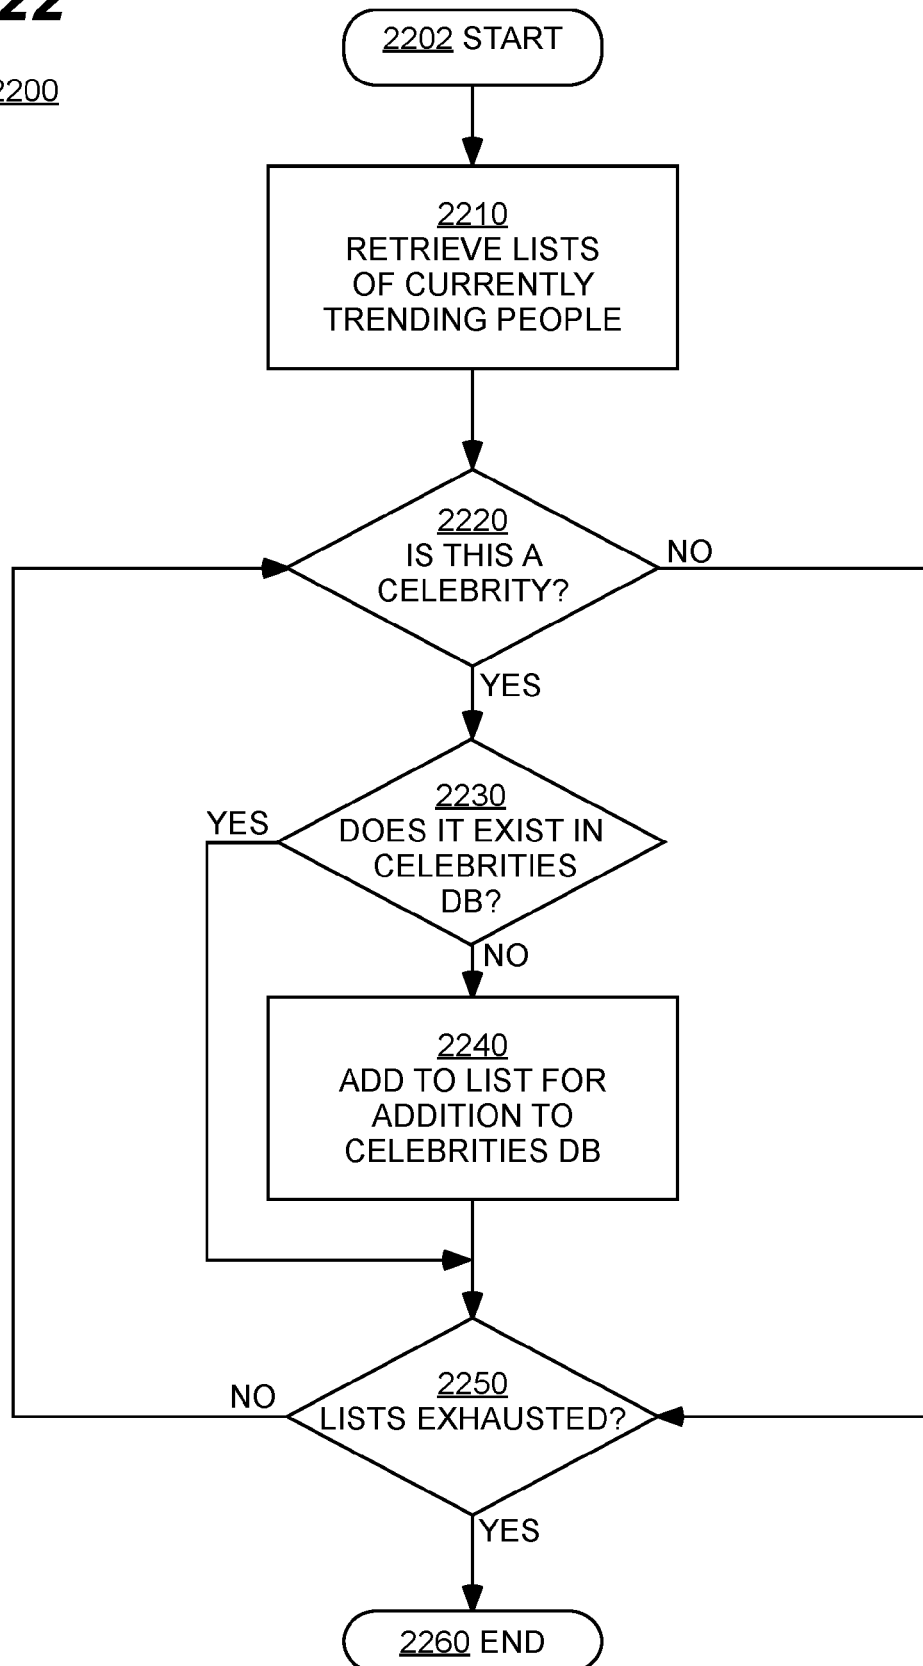 22
2200
2202 START
2210
RETRIEVE LISTS
OF CURRENTLY
TRENDING PEOPLE
2220
IS THIS A
CELEBRITY?
NO
YES
2230
DOES IT EXIST IN
CELEBRITIES
DB?
YES
NO
2240
ADD TO LIST FOR
ADDITION TO
CELEBRITIES DB
2250
LISTS EXHAUSTED?
NO
YES
2260 END